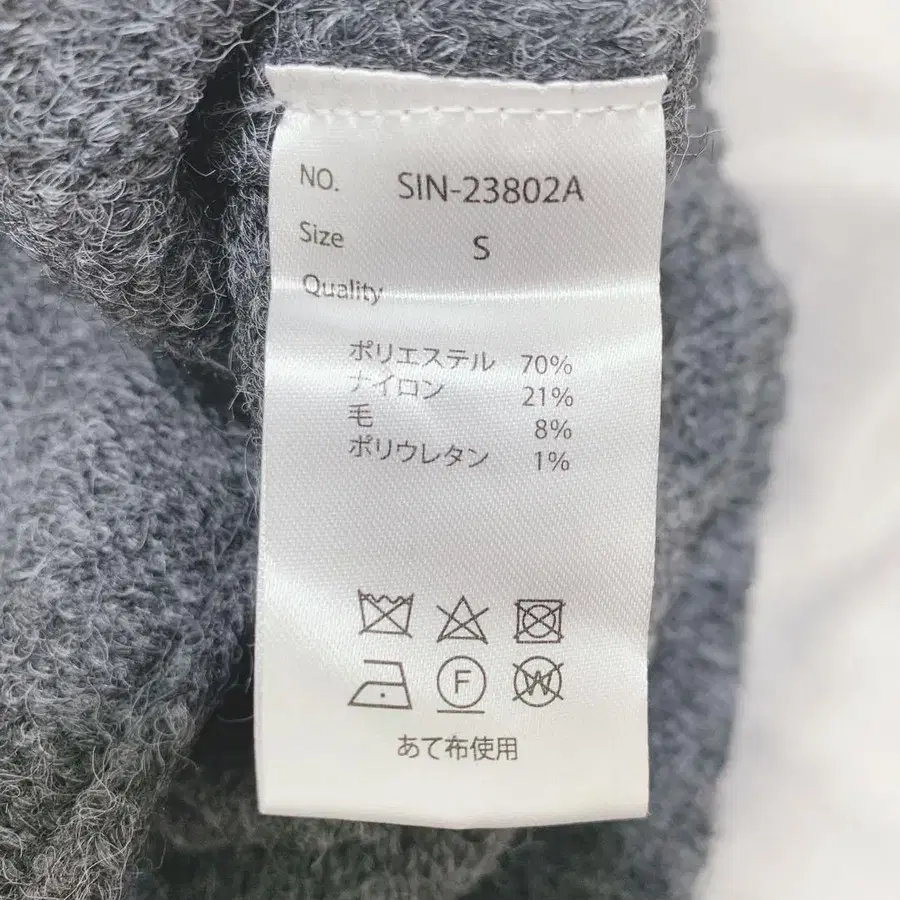 NO. SIN-23802A
Size S
Quality
ポリエステル 70%
ナイロン 21%
毛 8%
ポリウレタン 1%
F W
あて布使用